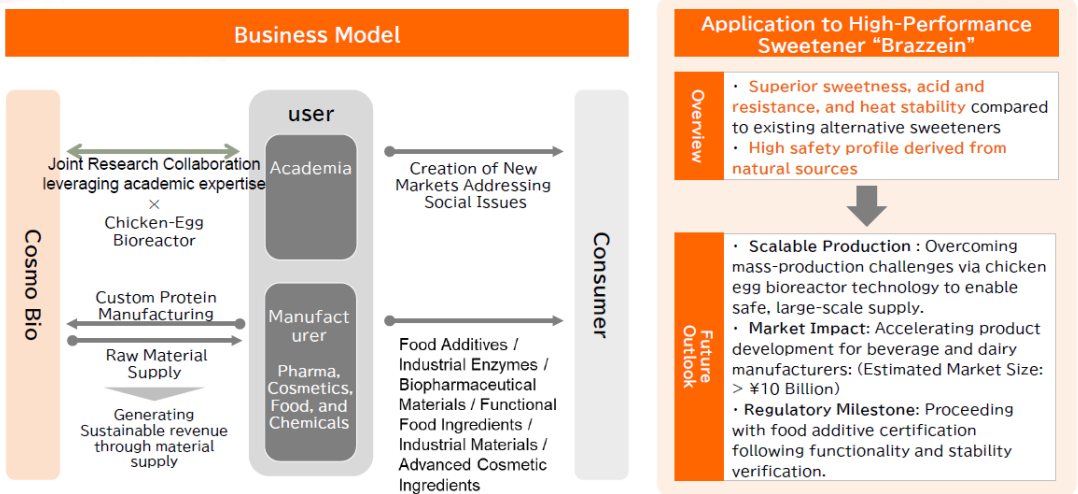 Business Model
Cosmo Bio
Joint Research Collaboration
leveraging academic expertise
×
Chicken-Egg
Bioreactor
Custom Protein
Manufacturing
Raw Material
Supply
Generating
Sustainable revenue
through material
supply
user
Academia
Manufact
urer
Pharma,
Cosmetics,
Food, and
Chemicals
Creation of New
Markets Addressing
Social Issues
Food Additives /
Industrial Enzymes /
Biopharmaceutical
Materials / Functional
Food Ingredients /
Industrial Materials /
Advanced Cosmetic
Ingredients
Consumer
Application to High-Performance
Sweetener “Brazzein”
Overview
・ Superior sweetness, acid and
resistance, and heat stability compared
to existing alternative sweeteners
・ High safety profile derived from
natural sources
Future
Outlook
・ Scalable Production : Overcoming
mass-production challenges via chicken
egg bioreactor technology to enable
safe, large-scale supply.
・ Market Impact: Accelerating product
development for beverage and dairy
manufacturers: (Estimated Market Size:
> ¥10 Billion)
・Regulatory Milestone: Proceeding
with food additive certification
following functionality and stability
verification.